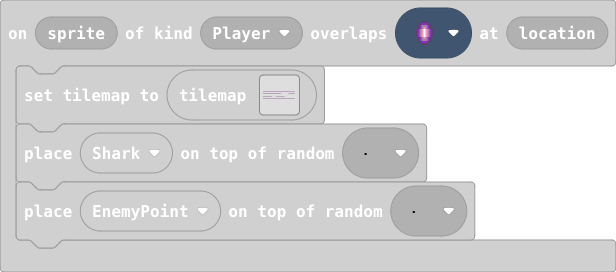 on sprite of kind Player overlaps at location
set tilemap to tilemap
place Shark on top of random
place EnemyPoint on top of random